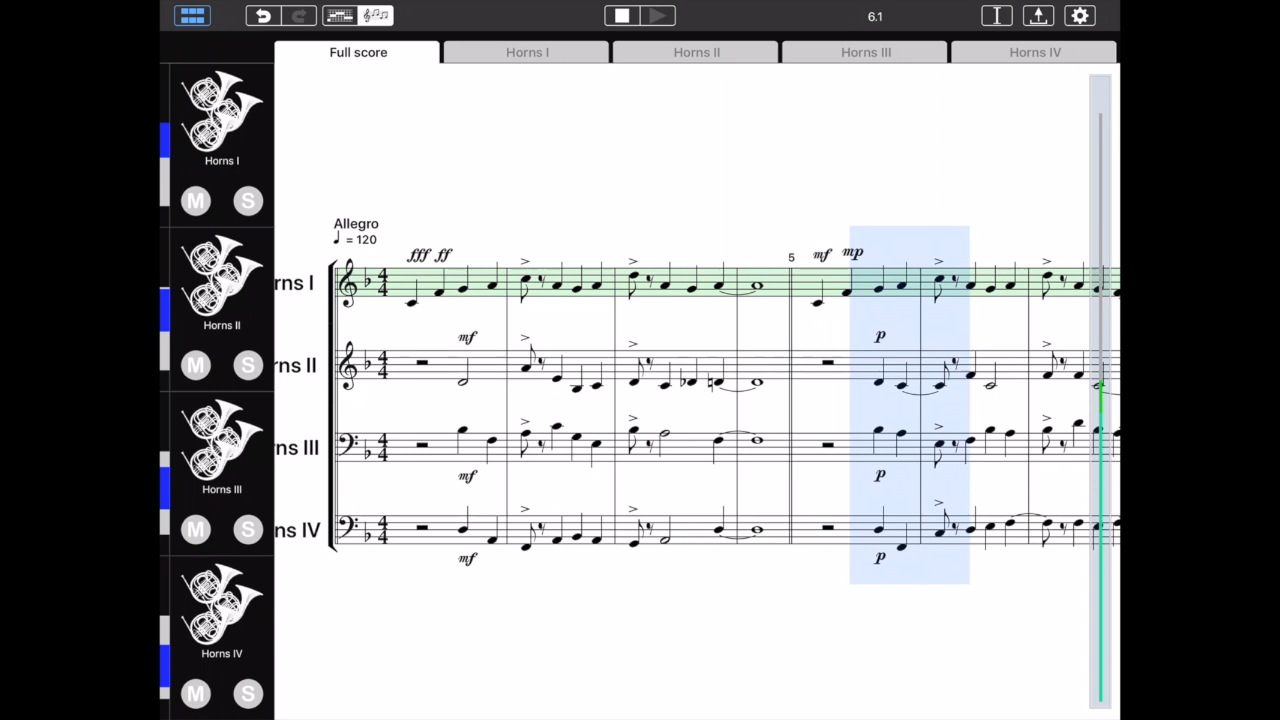 6.1
Full score
Horns I
Horns II
Horns III
Horns IV
Horns I
M S
Horns II
M S
Horns III
M S
Horns IV
M S
Allegro
= 120
fff ff
5
mf mp
rns I
mf
p
rns II
rns III
mf
p
ns IV
mf
p